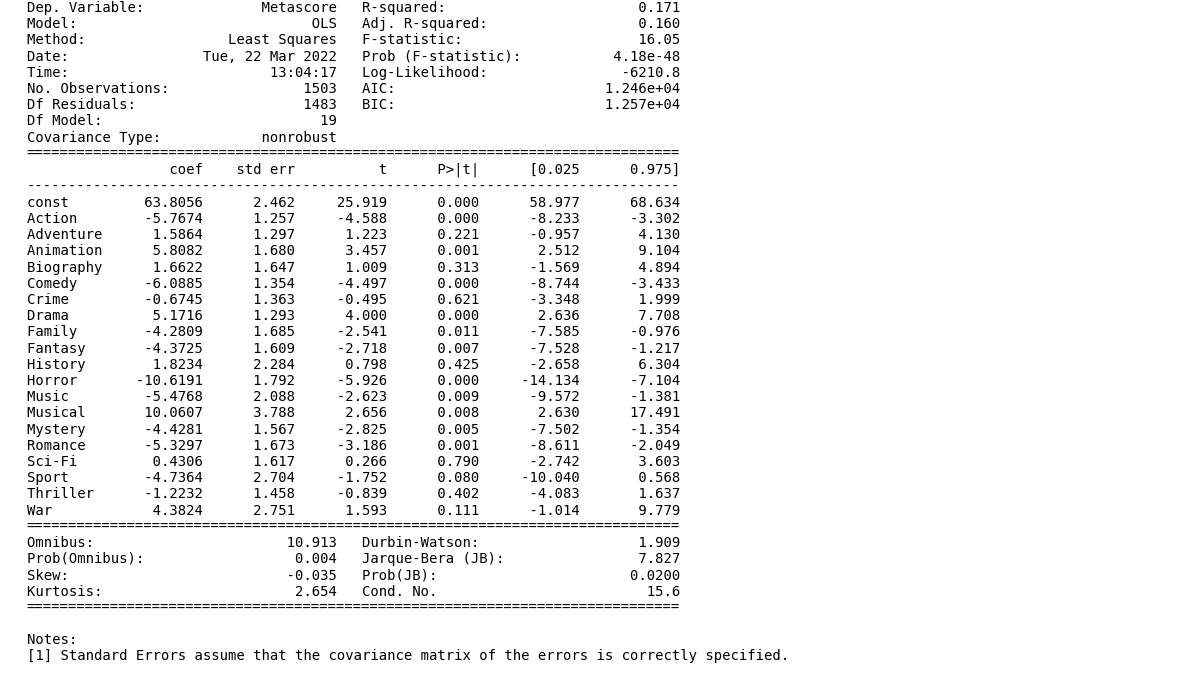 Dep. Variable: Metascore R-squared: 0.171
Model: OLS Adj. R-squared: 0.160
Method: Least Squares F-statistic: 16.05
Date: Tue, 22 Mar 2022 Prob (F-statistic): 4.18e-48
Time: 13:04:17 Log-Likelihood: -6210.8
No. Observations: 1503 AIC: 1.246e+04
Df Residuals: 1483 BIC: 1.257e+04
Df Model: 19
Covariance Type: nonrobust
==============================================================================
coef std err t P>|t| [0.025 0.975]
------------------------------------------------------------------------------
const 63.8056 2.462 25.919 0.000 58.977 68.634
Action -5.7674 1.257 -4.588 0.000 -8.233 -3.302
Adventure 1.5864 1.297 1.223 0.221 -0.957 4.130
Animation 5.8082 1.680 3.457 0.001 2.512 9.104
Biography 1.6622 1.647 1.009 0.313 -1.569 4.894
Comedy -6.0885 1.354 -4.497 0.000 -8.744 -3.433
Crime -0.6745 1.363 -0.495 0.621 -3.348 1.999
Drama 5.1716 1.293 4.000 0.000 2.636 7.708
Family -4.2809 1.685 -2.541 0.011 -7.585 -0.976
Fantasy -4.3725 1.609 -2.718 0.007 -7.528 -1.217
History 1.8234 2.284 0.798 0.425 -2.658 6.304
Horror -10.6191 1.792 -5.926 0.000 -14.134 -7.104
Music -5.4768 2.088 -2.623 0.009 -9.572 -1.381
Musical 10.0607 3.788 2.656 0.008 2.630 17.491
Mystery -4.4281 1.567 -2.825 0.005 -7.502 -1.354
Romance -5.3297 1.673 -3.186 0.001 -8.611 -2.049
Sci-Fi 0.4306 1.617 0.266 0.790 -2.742 3.603
Sport -4.7364 2.704 -1.752 0.080 -10.040 0.568
Thriller -1.2232 1.458 -0.839 0.402 -4.083 1.637
War 4.3824 2.751 1.593 0.111 -1.014 9.779
==============================================================================
Omnibus: 10.913 Durbin-Watson: 1.909
Prob(Omnibus): 0.004 Jarque-Bera (JB): 7.827
Skew: -0.035 Prob(JB): 0.0200
Kurtosis: 2.654 Cond. No. 15.6
==============================================================================
Notes:
[1] Standard Errors assume that the covariance matrix of the errors is correctly specified.